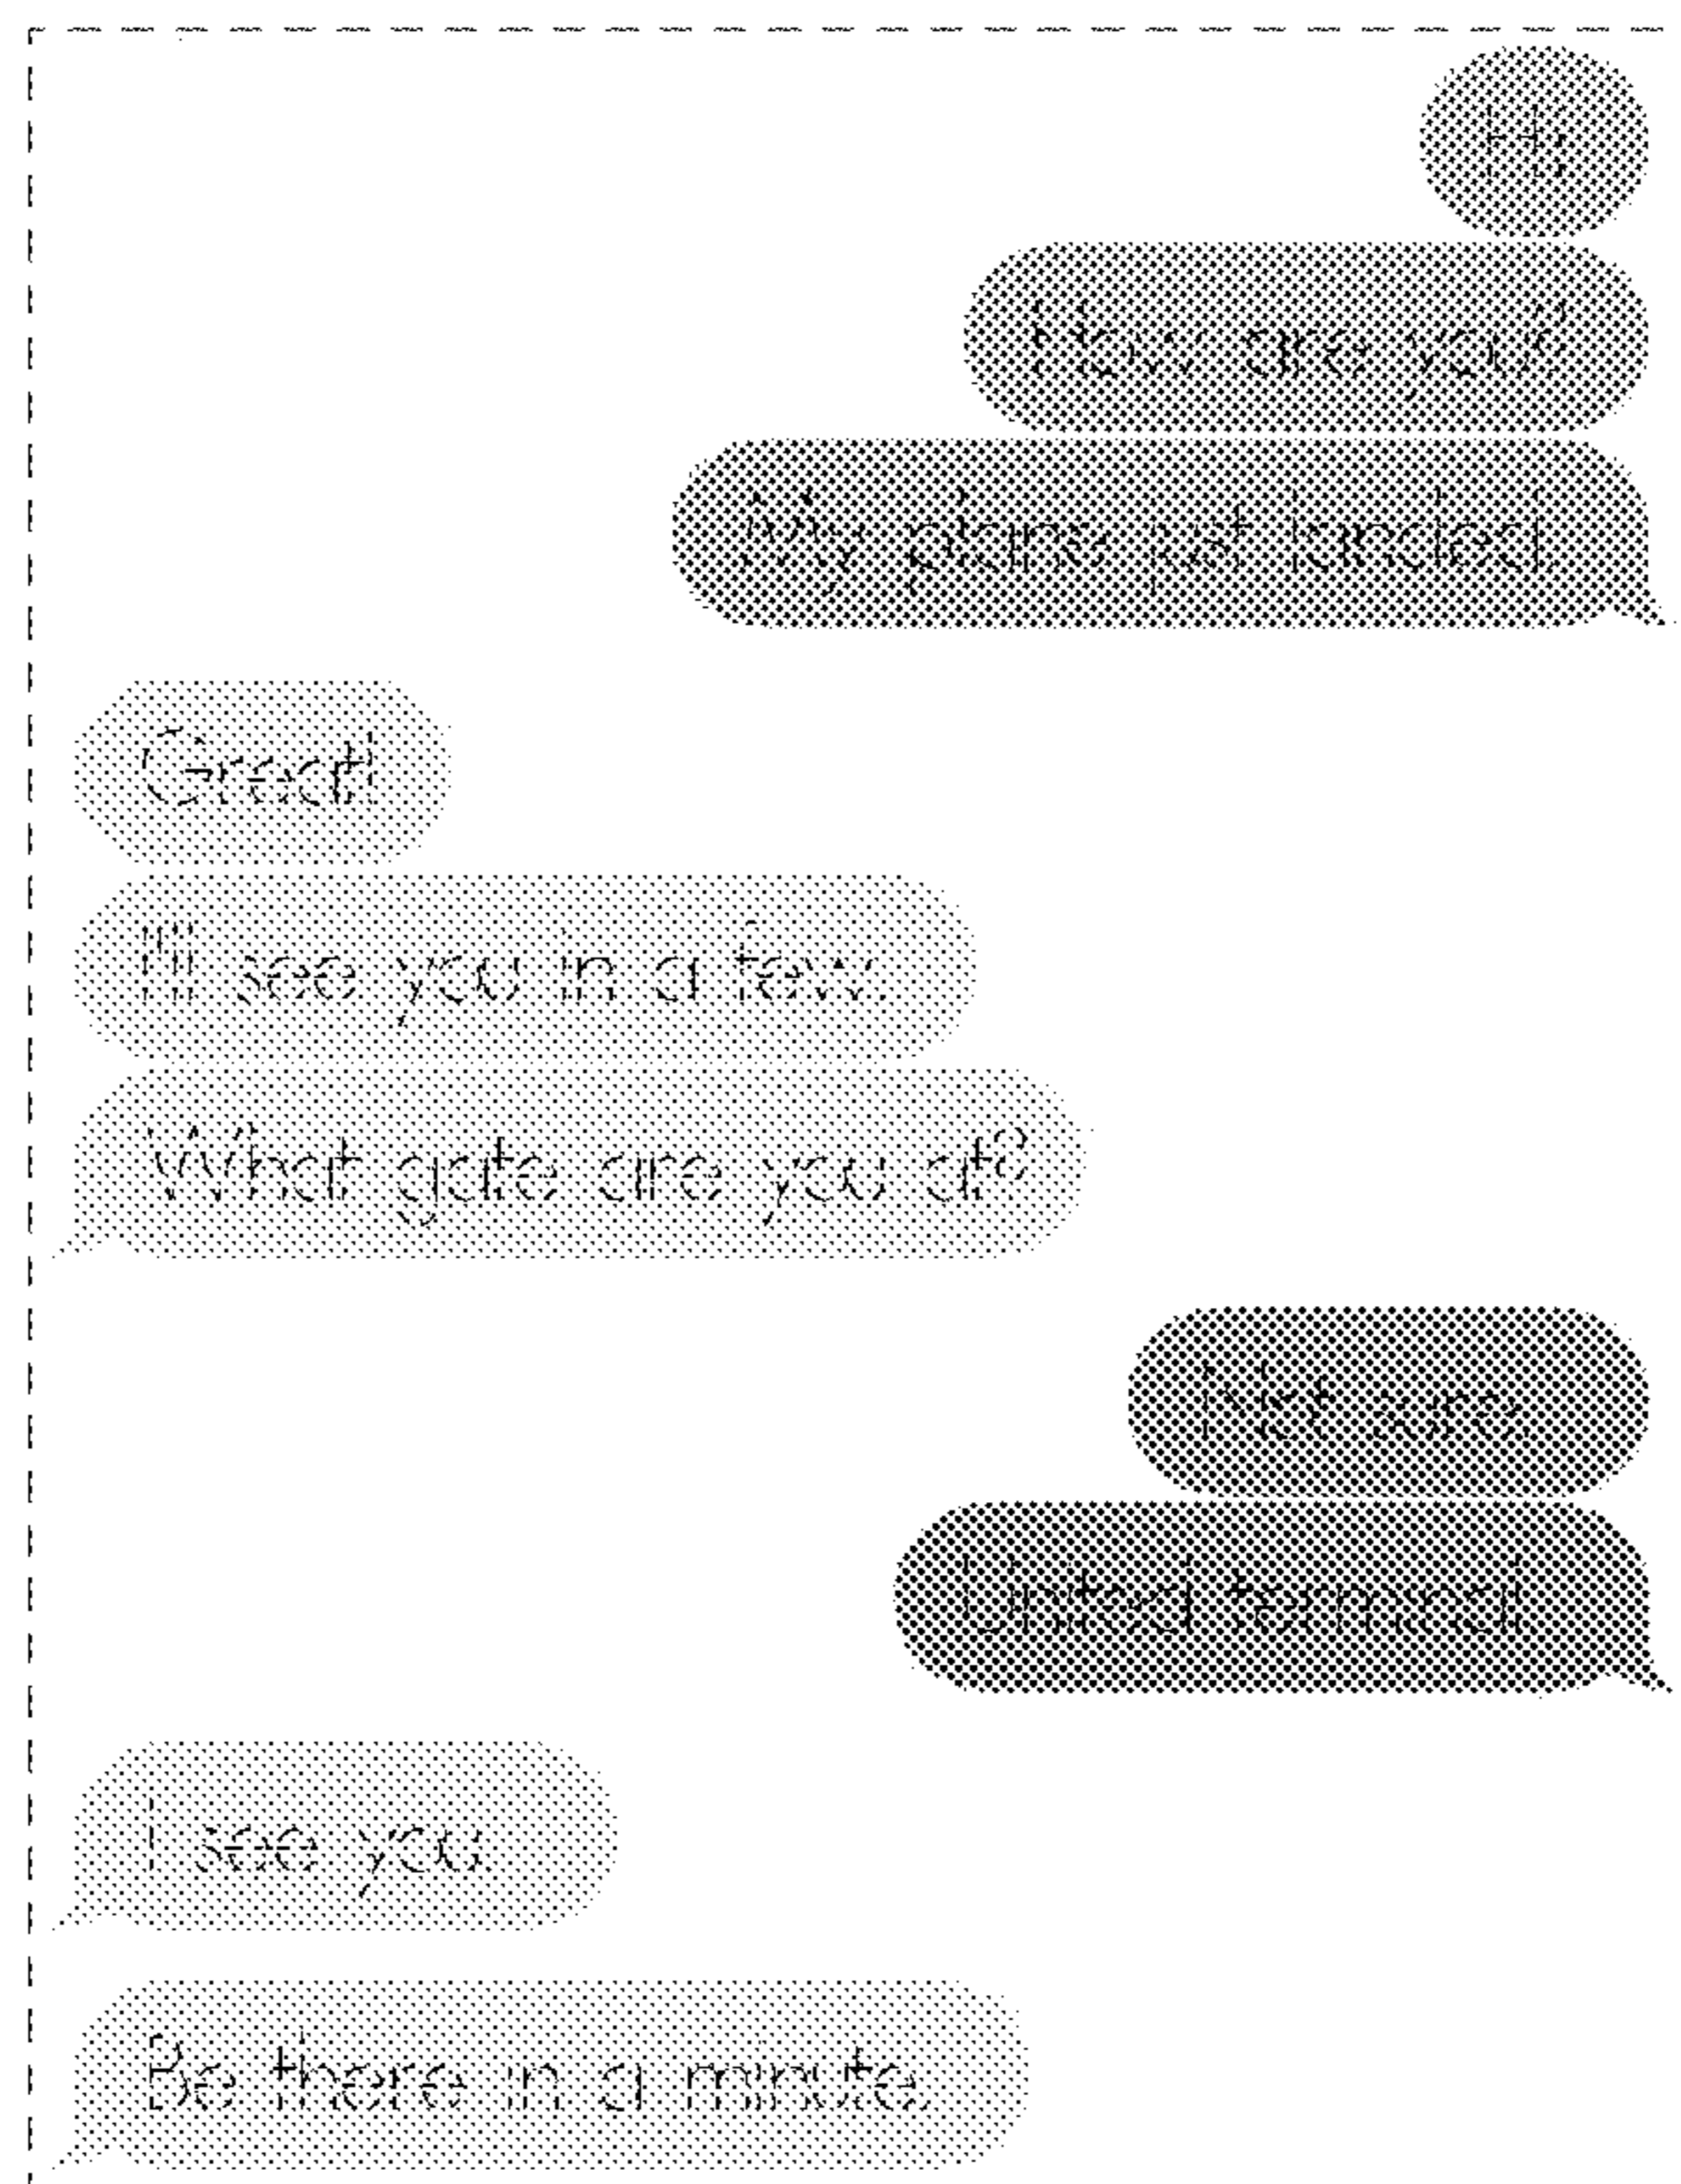 Hi
How are you?
My plane just landed
Great!
I'll see you in a few.
What gate are you at?
Not sure.
United terminal.
I see you
Be there in a minute.